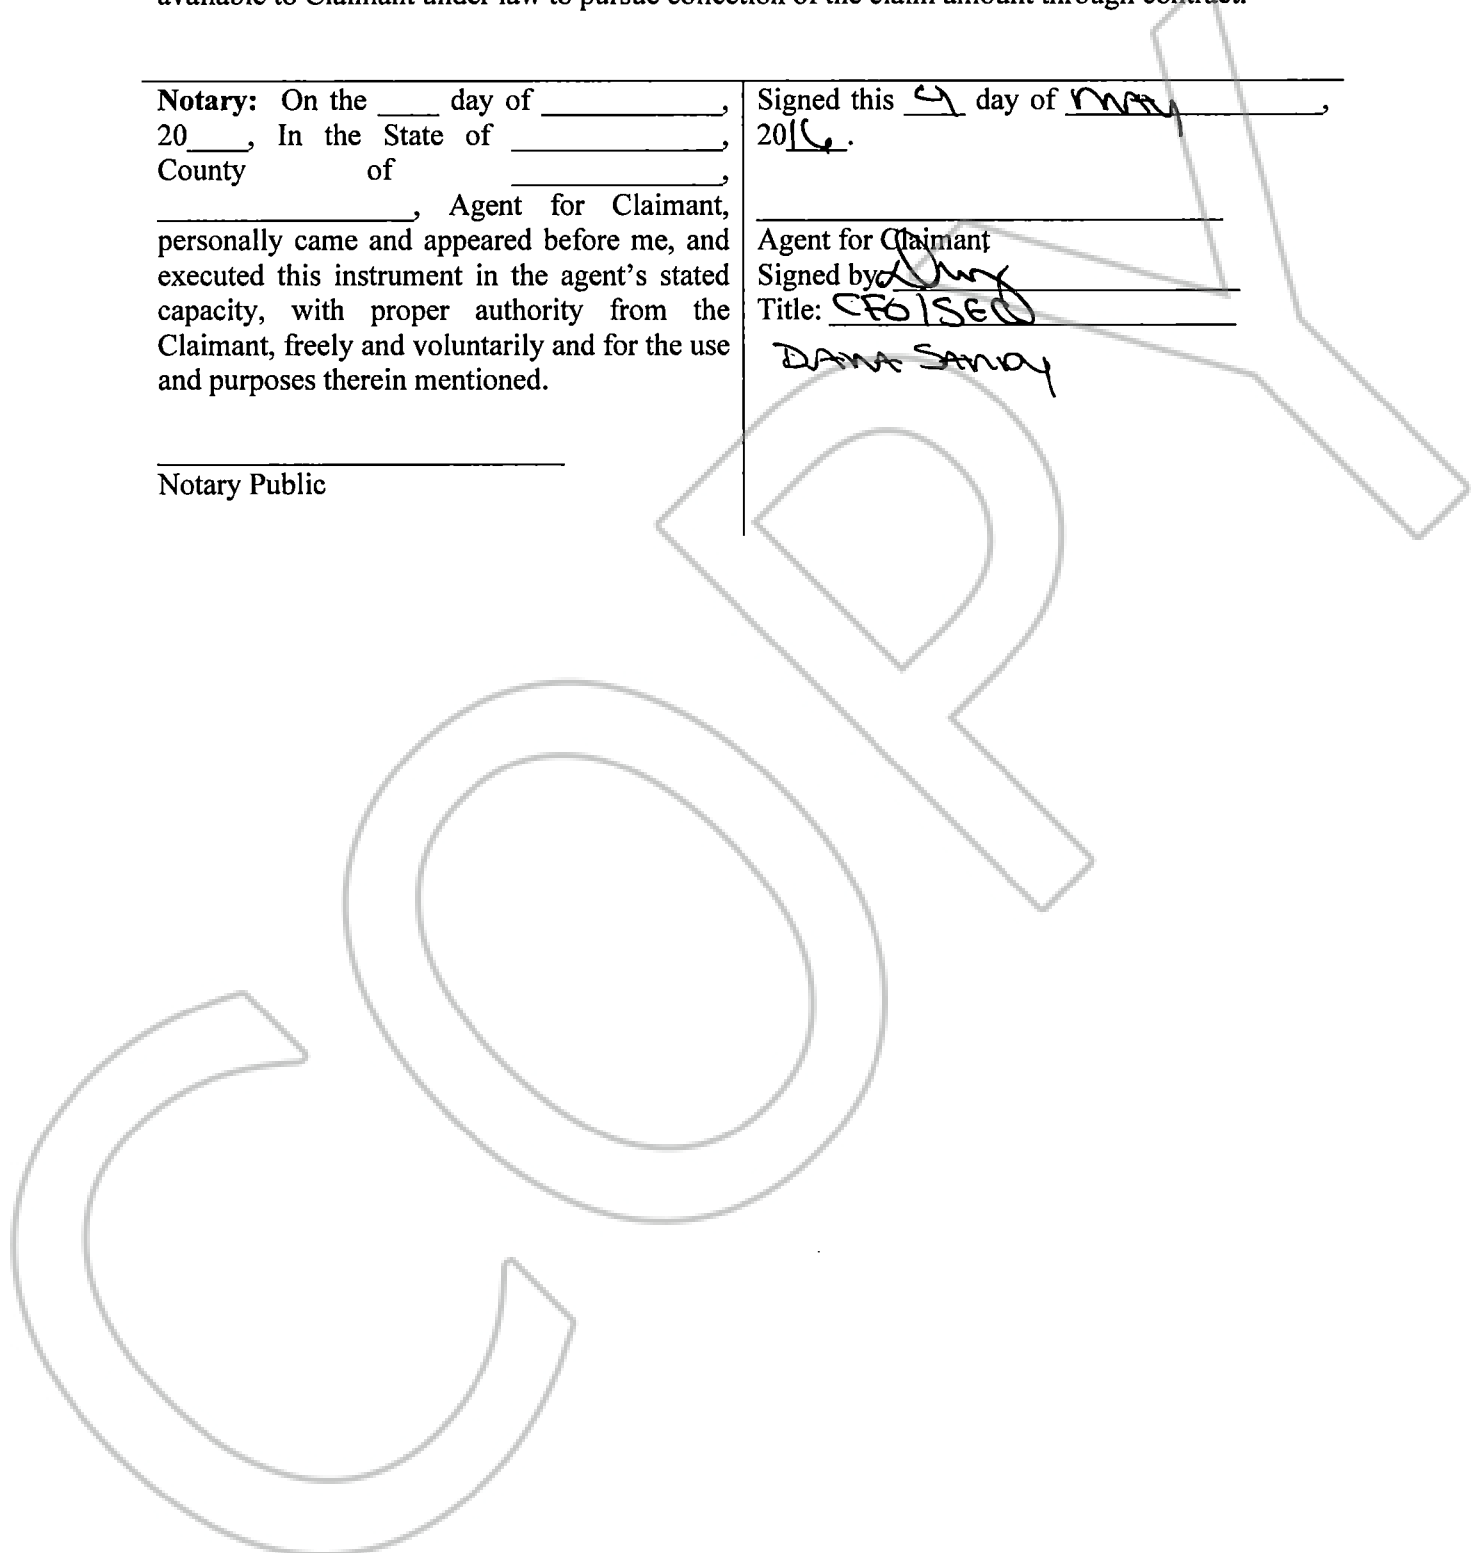 available to Claimant under law to pursue collection of the claim amount through contract.
Notary: On the ____ day of ____________,
20____, In the State of ______________,
County of ______________,
_________________, Agent for Claimant,
personally came and appeared before me, and
executed this instrument in the agent's stated
capacity, with proper authority from the
Claimant, freely and voluntarily and for the use
and purposes therein mentioned.
Notary Public
Signed this 4 day of MAY,
2016.
Agent for Claimant
Signed by
Title: CFO/SEC
DANA SANDY
COPY